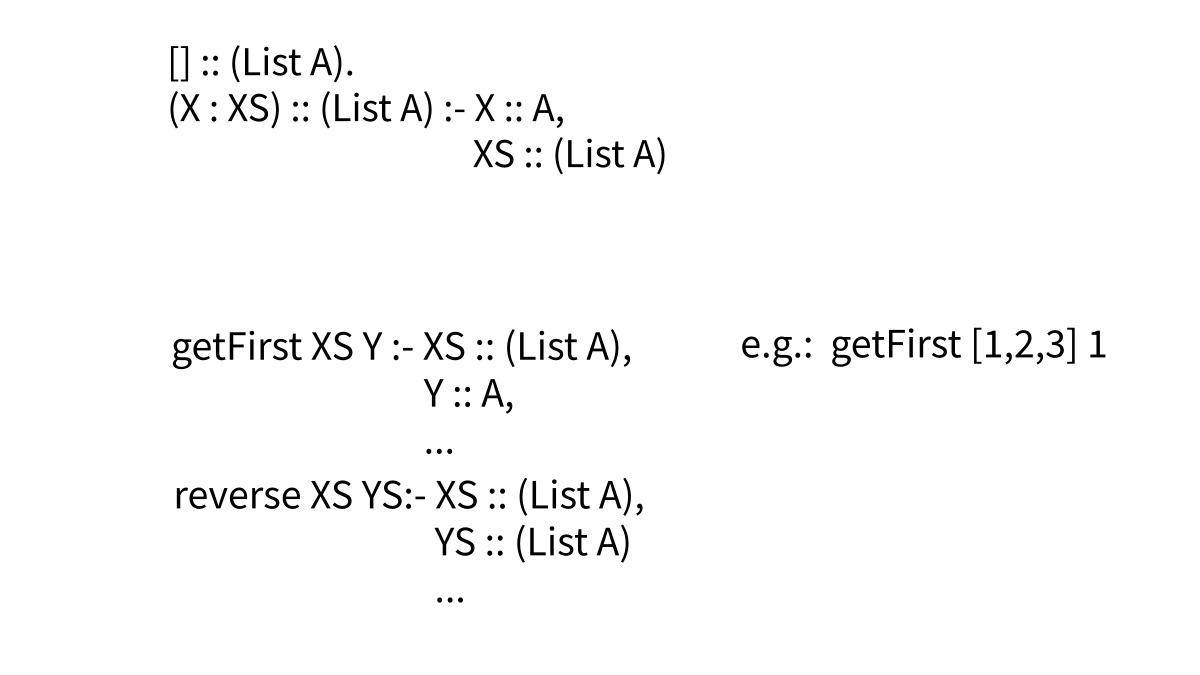 [] :: (List A).
(X : XS) :: (List A) :- X :: A,
XS :: (List A)
getFirst XS Y :- XS :: (List A),
e.g.: getFirst [1,2,3] 1
Y :: A,
...
reverse XS YS:- XS :: (List A),
YS :: (List A)
...